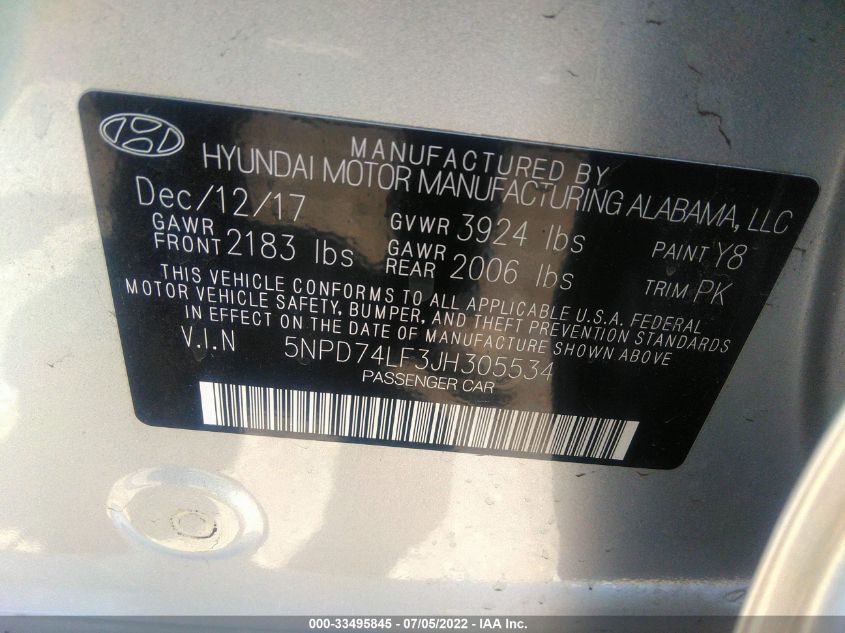 MANUFACTURED BY
HYUNDAI MOTOR MANUFACTURING ALABAMA, LLC
Dec/12/17 GVWR 3924 lbs PAINT Y8
GAWR FRONT 2183 lbs GAWR REAR 2006 lbs TRIM PK
THIS VEHICLE CONFORMS TO ALL APPLICABLE U.S.A. FEDERAL
MOTOR VEHICLE SAFETY, BUMPER, AND THEFT PREVENTION STANDARDS
IN EFFECT ON THE DATE OF MANUFACTURE SHOWN ABOVE.
V.I.N 5NPD74LF3JH305534
PASSENGER CAR
000-33495845 - 07/05/2022 - IAA Inc.